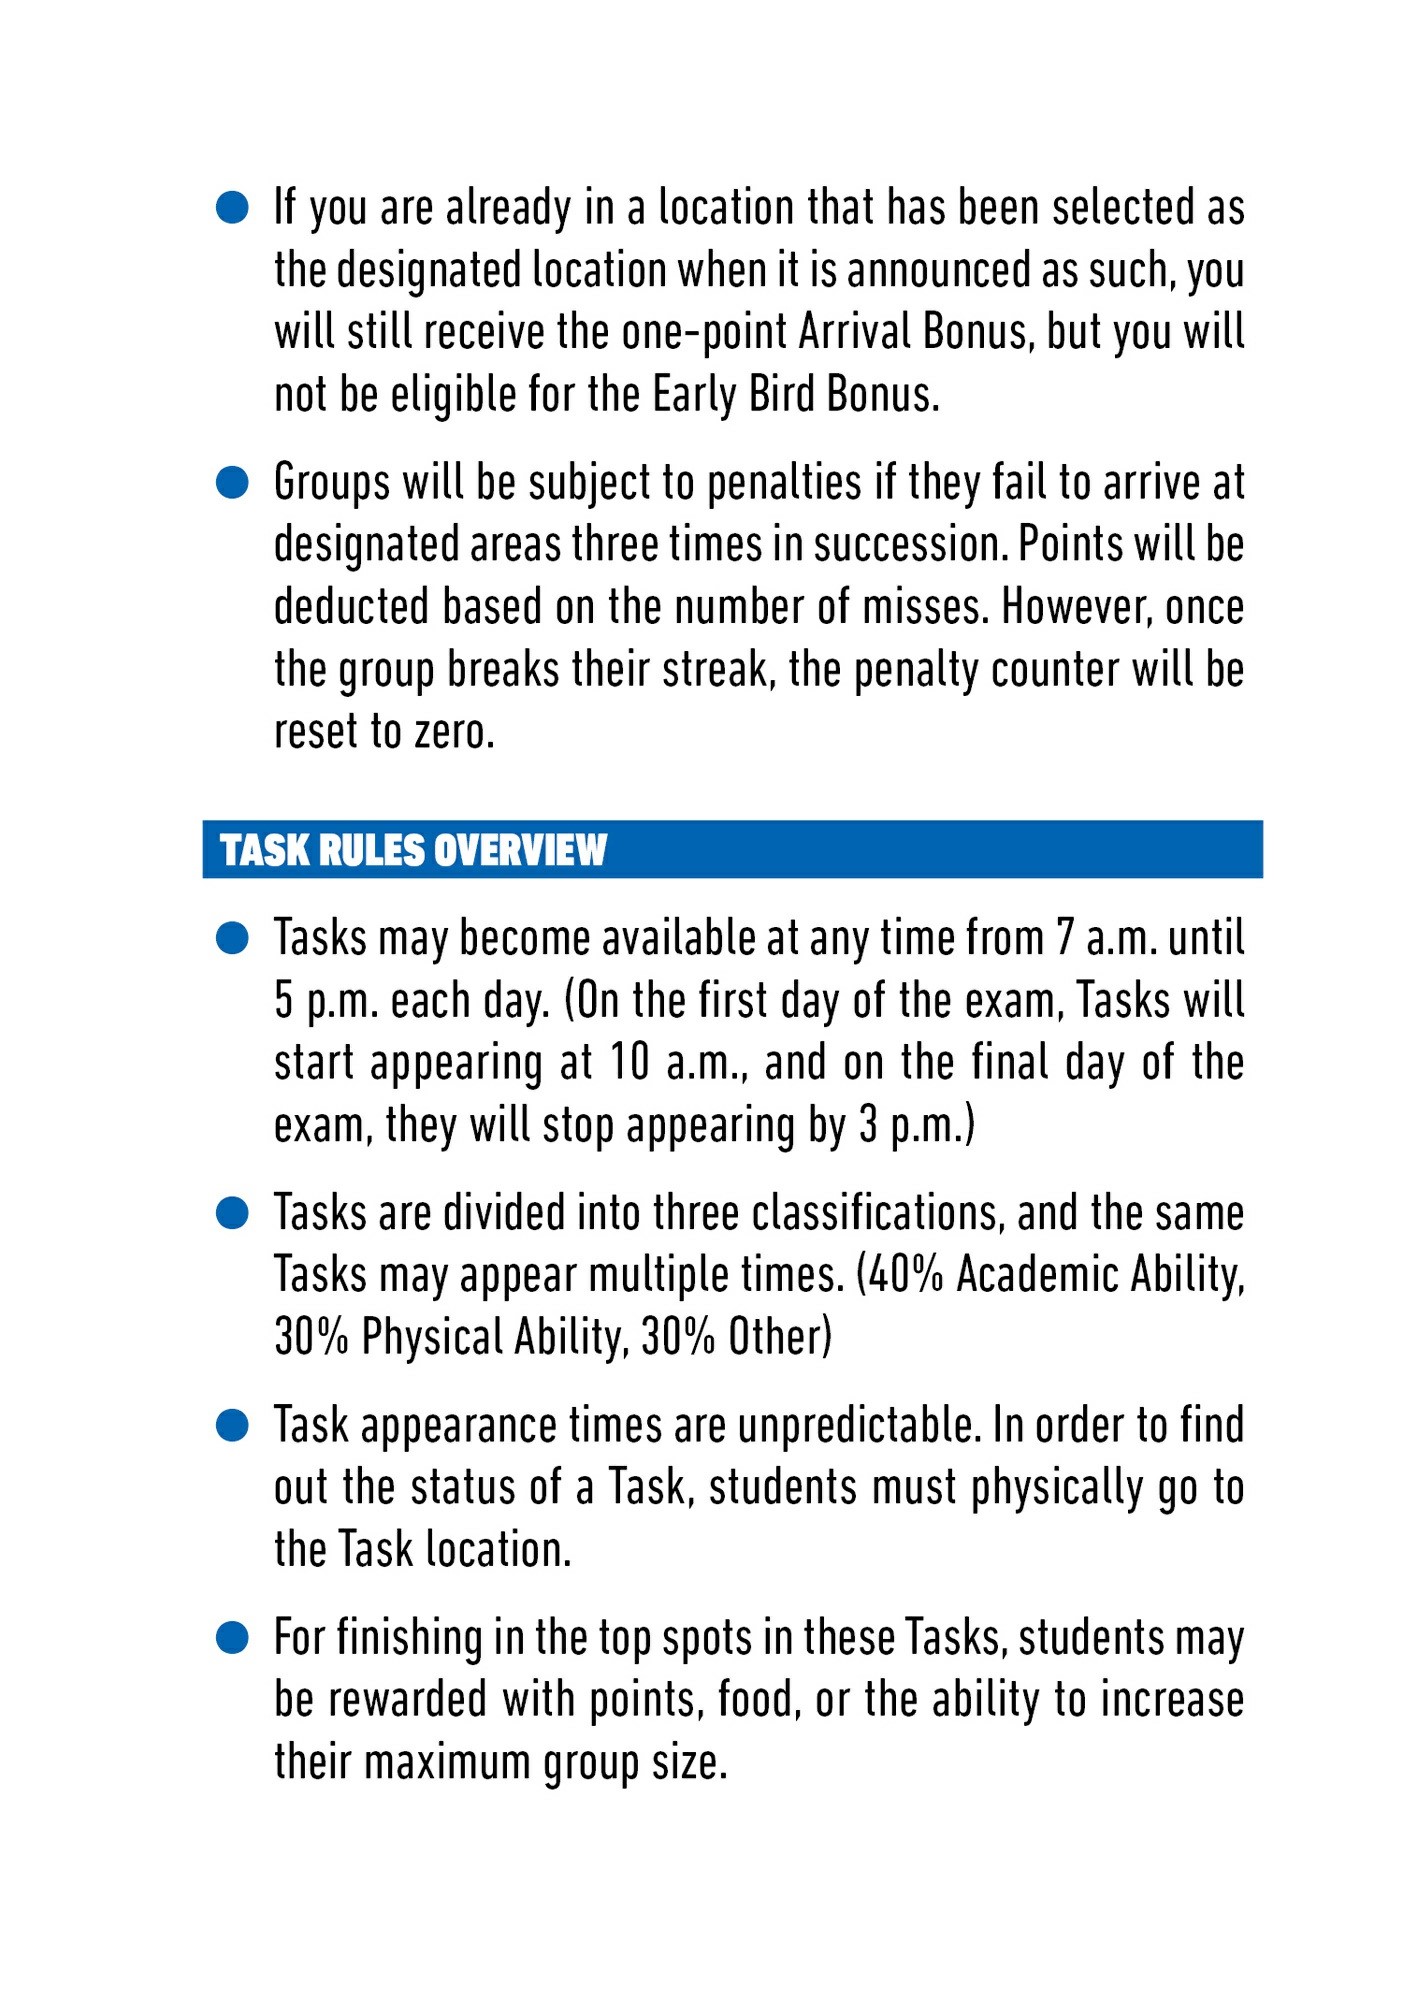 ● If you are already in a location that has been selected as
the designated location when it is announced as such, you
will still receive the one-point Arrival Bonus, but you will
not be eligible for the Early Bird Bonus.
● Groups will be subject to penalties if they fail to arrive at
designated areas three times in succession. Points will be
deducted based on the number of misses. However, once
the group breaks their streak, the penalty counter will be
reset to zero.
TASK RULES OVERVIEW
● Tasks may become available at any time from 7 a.m. until
5 p.m. each day. (On the first day of the exam, Tasks will
start appearing at 10 a.m., and on the final day of the
exam, they will stop appearing by 3 p.m.)
● Tasks are divided into three classifications, and the same
Tasks may appear multiple times. (40% Academic Ability,
30% Physical Ability, 30% Other)
● Task appearance times are unpredictable. In order to find
out the status of a Task, students must physically go to
the Task location.
● For finishing in the top spots in these Tasks, students may
be rewarded with points, food, or the ability to increase
their maximum group size.